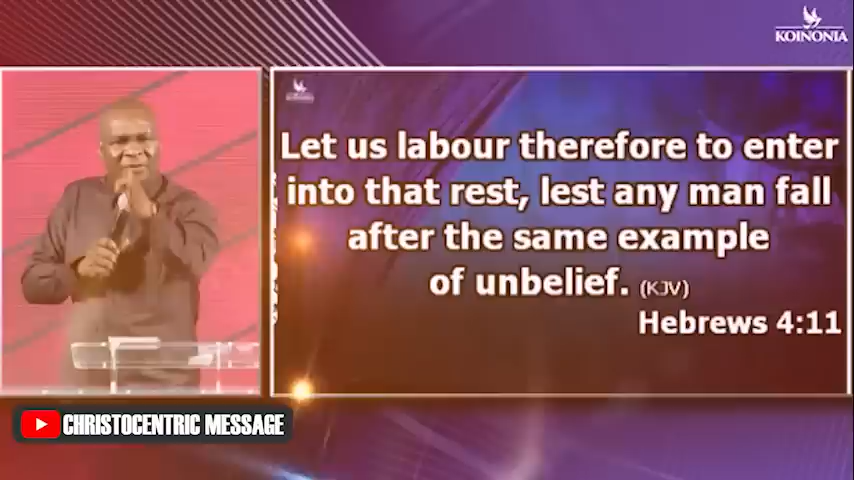 KOINONIA
Let us labour therefore to enter
into that rest, lest any man fall
after the same example
of unbelief. (KJV)
Hebrews 4:11
CHRISTOCENTRIC MESSAGE